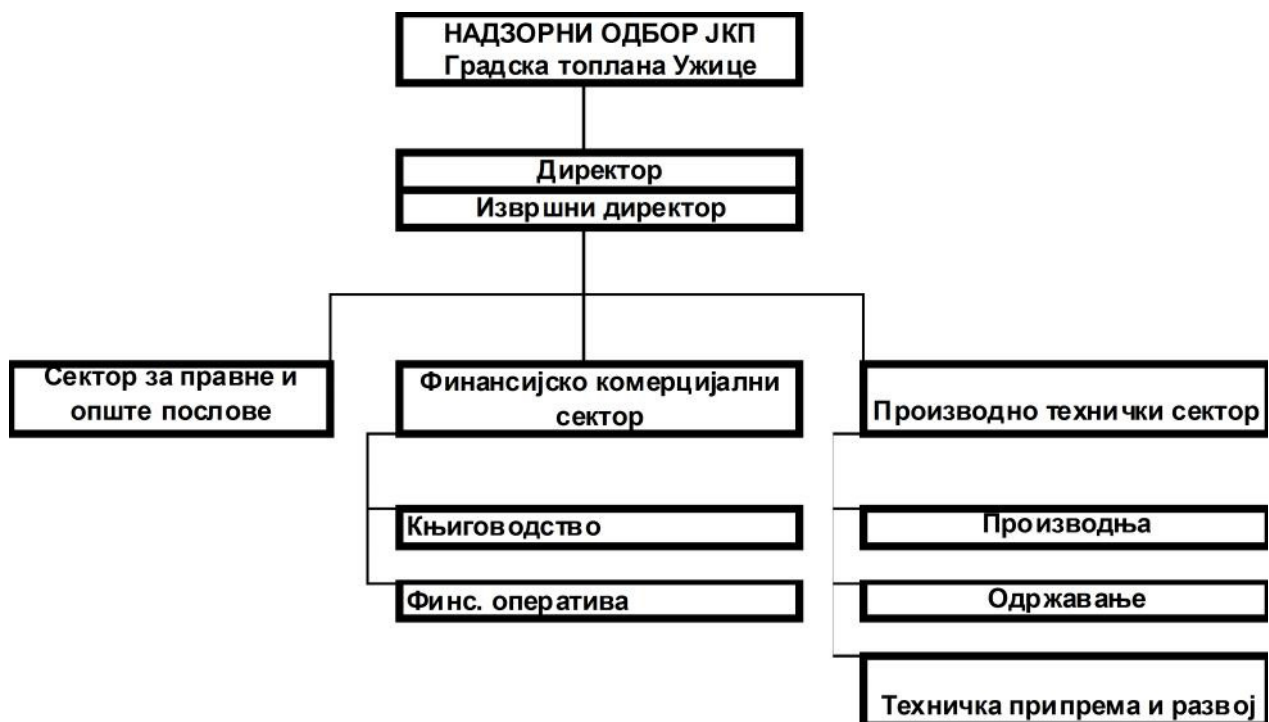 НАДЗОРНИ ОДБОР ЈКП
Градска топлана Ужице
Директор
Извршни директор
Сектор за правне и
опште послове
Финансијско комерцијални
сектор
Производно технички сектор
Књиговодство
Финс. оператива
Производња
Одржавање
Техничка припрема и развој